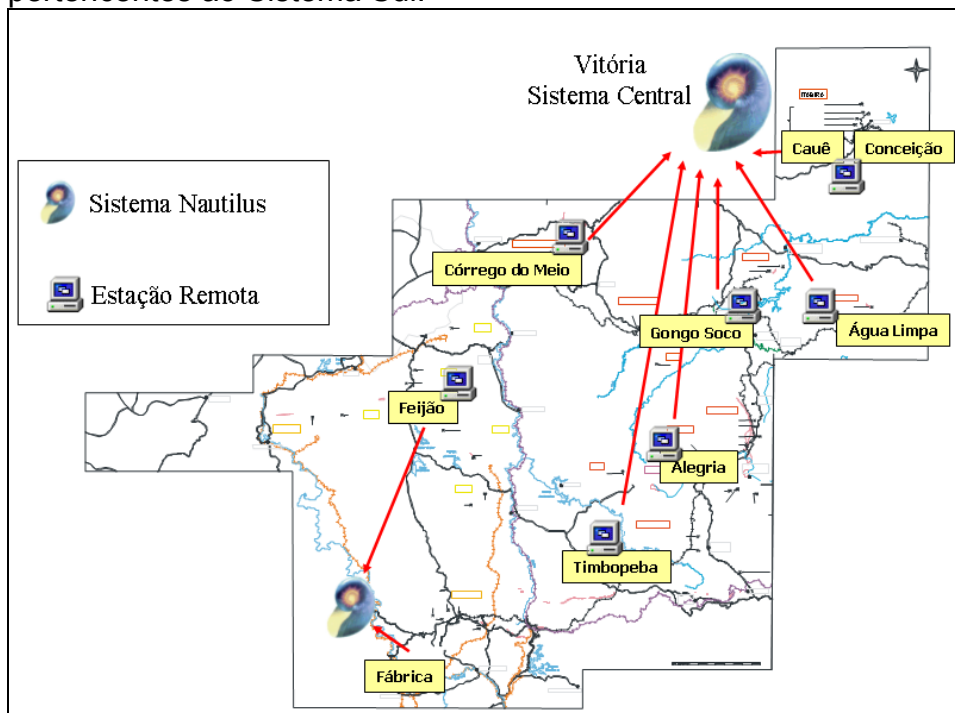 Vitória
Sistema Central
ITABIRA
Cauê
Conceição
Sistema Nautilus
Estação Remota
Córrego do Meio
Gongo Soco
Água Limpa
Feijão
Alegria
Timbopeba
Fábrica